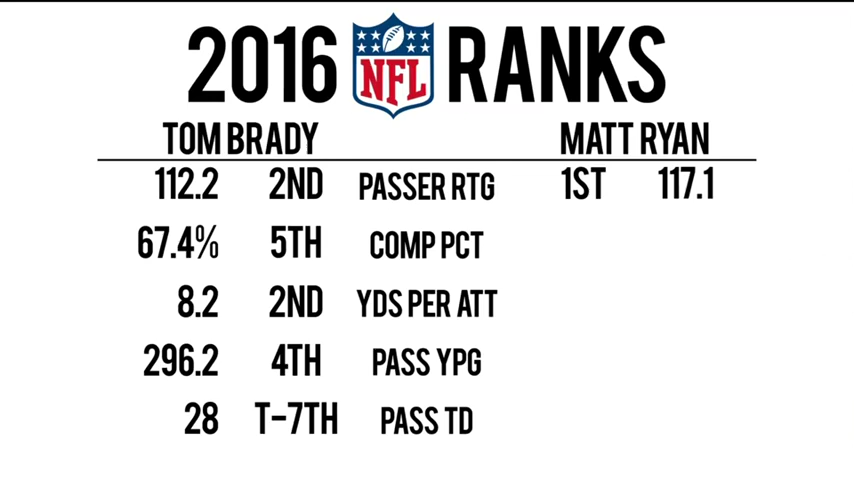 2016 NFL RANKS
TOM BRADY MATT RYAN
112.2 2ND PASSER RTG 1ST 117.1
67.4% 5TH COMP PCT
8.2 2ND YDS PER ATT
296.2 4TH PASS YPG
28 T-7TH PASS TD